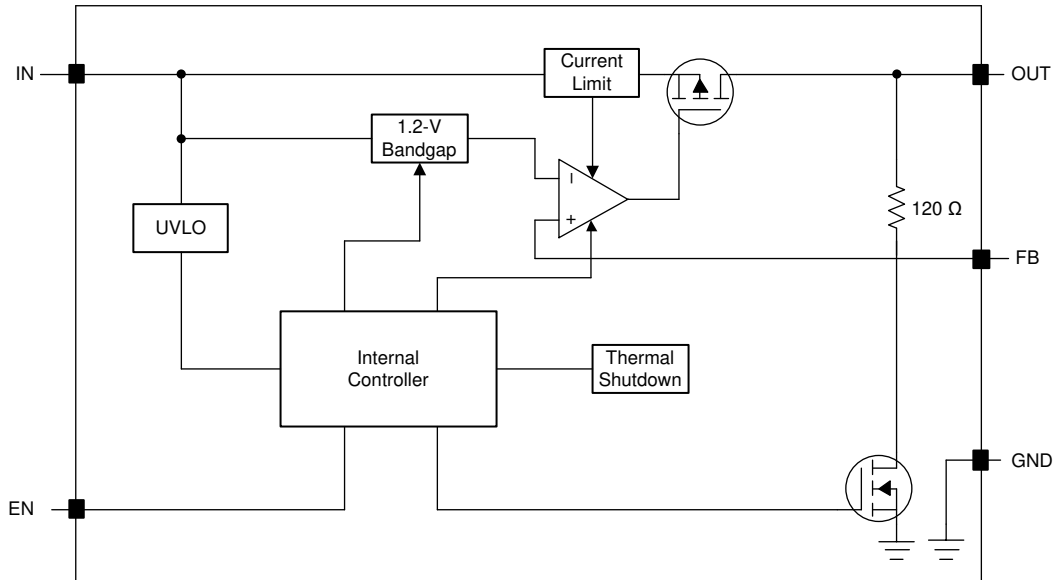 IN
Current
Limit
OUT
1.2-V
Bandgap
–
+
120 Ω
UVLO
FB
Internal
Controller
Thermal
Shutdown
GND
EN